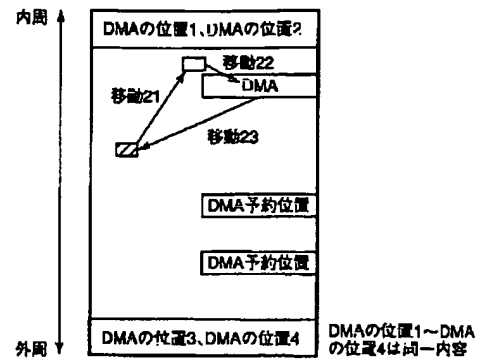 内周
DMAの位置1、DMAの位置2
移動22
DMA
移動21
移動23
DMA予約位置
DMA予約位置
外周
DMAの位置3、DMAの位置4
DMAの位置1〜DMA
の位置4は同一内容